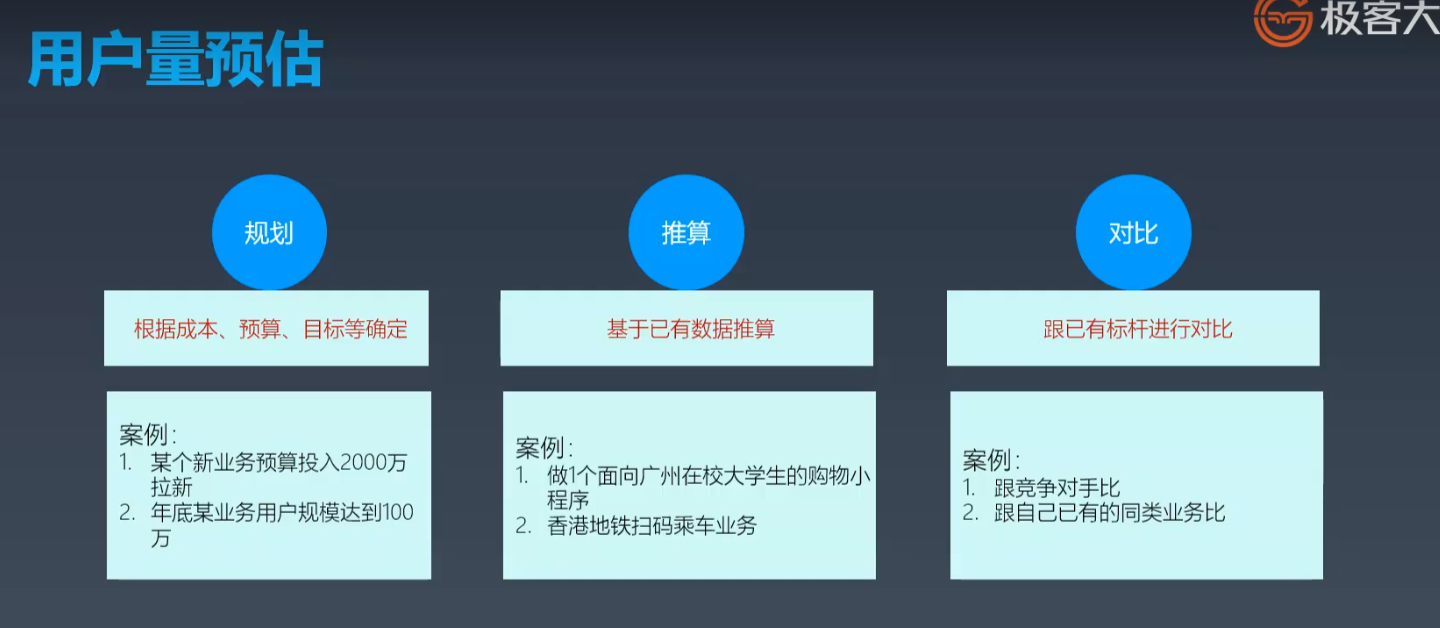 极客大
用户量预估
规划
推算
对比
根据成本、预算、目标等确定
基于已有数据推算
跟已有标杆进行对比
案例：
1. 某个新业务预算投入2000万
拉新
2. 年底某业务用户规模达到100
万
案例：
1. 做1个面向广州在校大学生的购物小
程序
2. 香港地铁扫码乘车业务
案例：
1. 跟竞争对手比
2. 跟自己已有的同类业务比